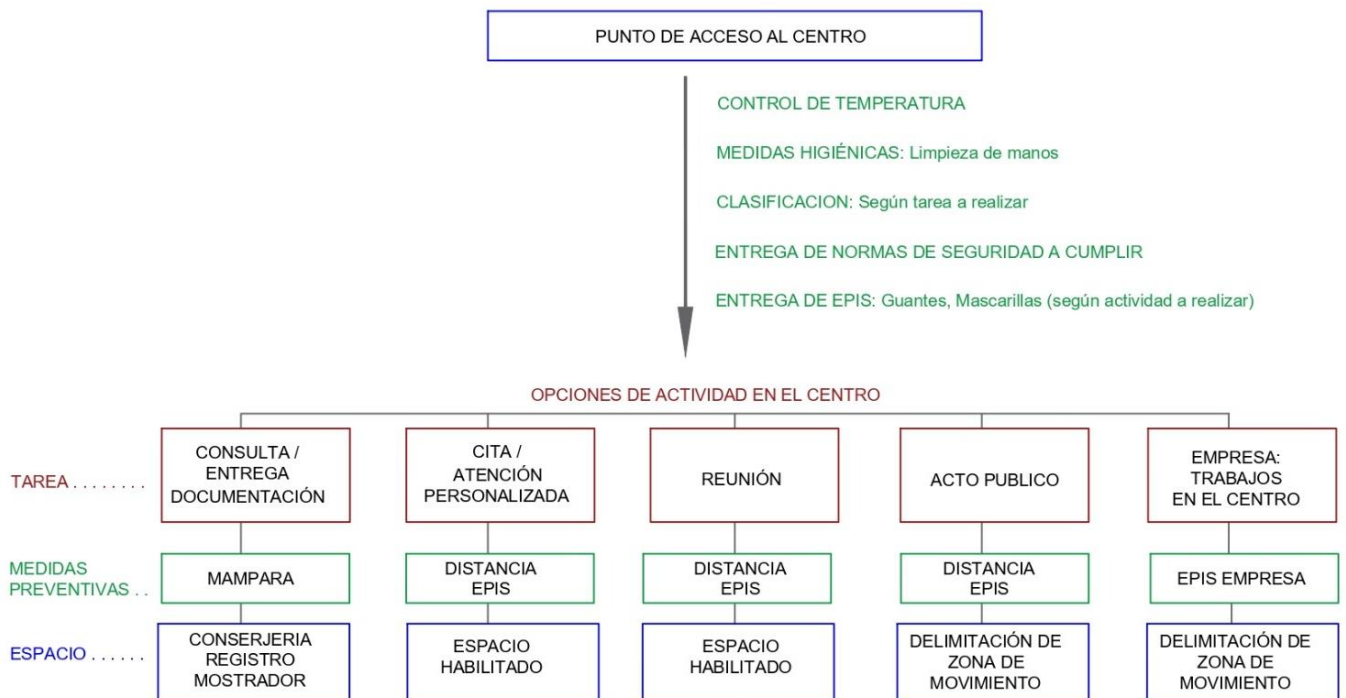 PUNTO DE ACCESO AL CENTRO
CONTROL DE TEMPERATURA
MEDIDAS HIGIÉNICAS: Limpieza de manos
CLASIFICACION: Según tarea a realizar
ENTREGA DE NORMAS DE SEGURIDAD A CUMPLIR
ENTREGA DE EPIS: Guantes, Mascarillas (según actividad a realizar)
OPCIONES DE ACTIVIDAD EN EL CENTRO
TAREA . . . . . . . .
CONSULTA /
ENTREGA
DOCUMENTACIÓN
CITA /
ATENCIÓN
PERSONALIZADA
REUNIÓN
ACTO PUBLICO
EMPRESA:
TRABAJOS
EN EL CENTRO
MEDIDAS
PREVENTIVAS . .
MAMPARA
DISTANCIA
EPIS
DISTANCIA
EPIS
DISTANCIA
EPIS
EPIS EMPRESA
ESPACIO . . . . . .
CONSERJERIA
REGISTRO
MOSTRADOR
ESPACIO
HABILITADO
ESPACIO
HABILITADO
DELIMITACIÓN DE
ZONA DE
MOVIMIENTO
DELIMITACIÓN DE
ZONA DE
MOVIMIENTO